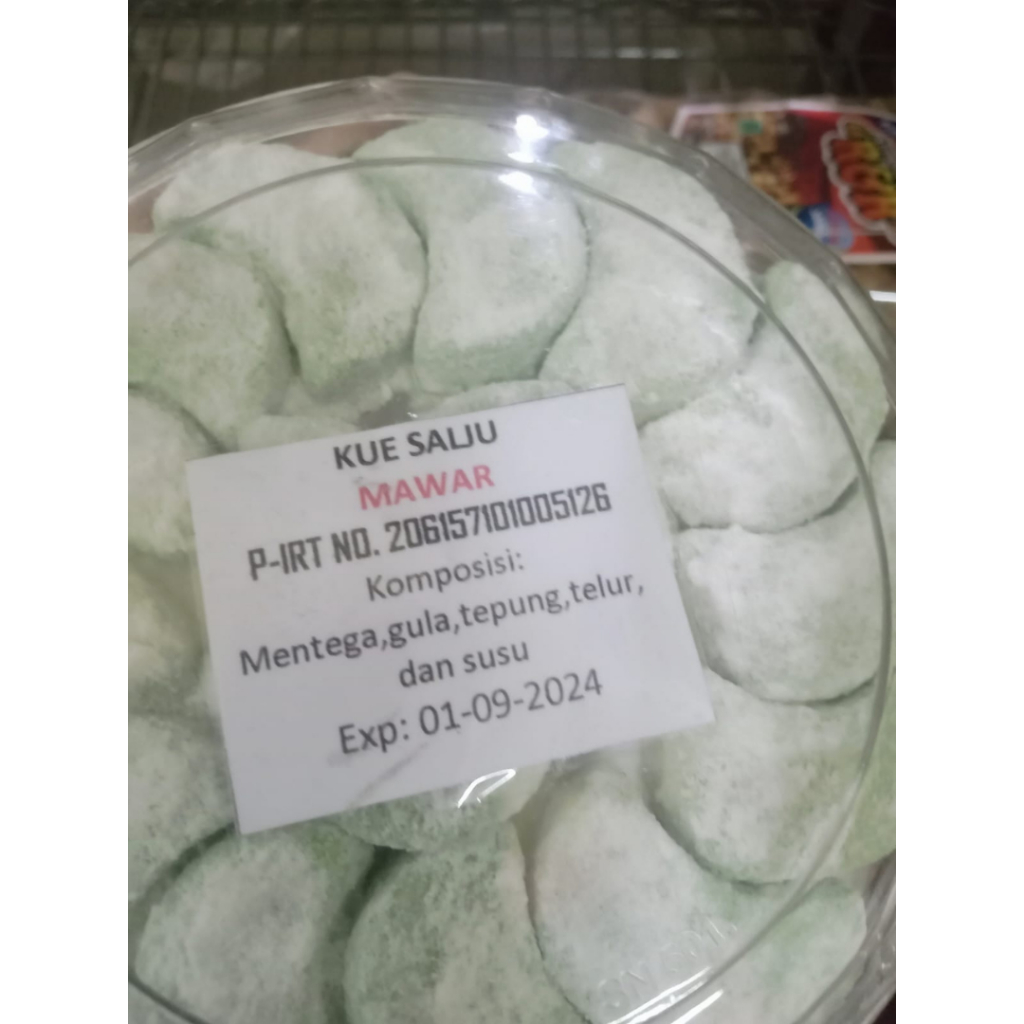 KUE SALJU
MAWAR
P-IRT NO. 206157101005126
Komposisi:
Mentega,gula,tepung,telur,
dan susu
Exp: 01-09-2024